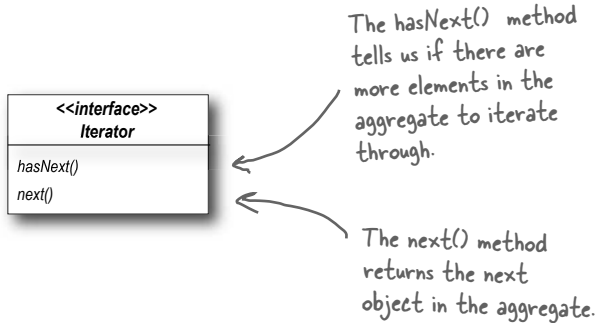 The hasNext() method
tells us if there are
more elements in the
aggregate to iterate
through.
<<interface>>
Iterator
hasNext()
next()
The next() method
returns the next
object in the aggregate.